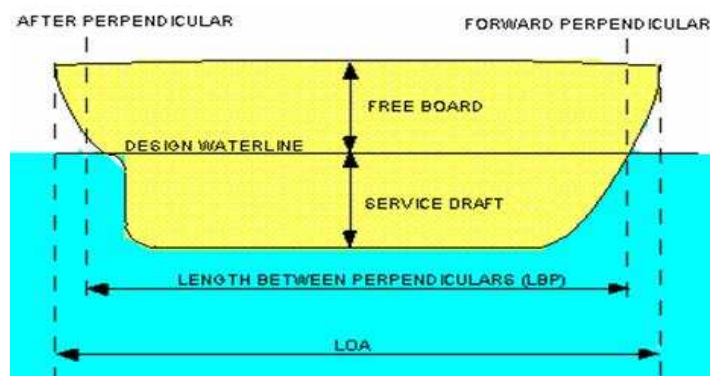 AFTER PERPENDICULAR
FORWARD PERPENDICULAR
FREE BOARD
DESIGN WATERLINE
SERVICE DRAFT
LENGTH BETWEEN PERPENDICULARS (LBP)
LOA